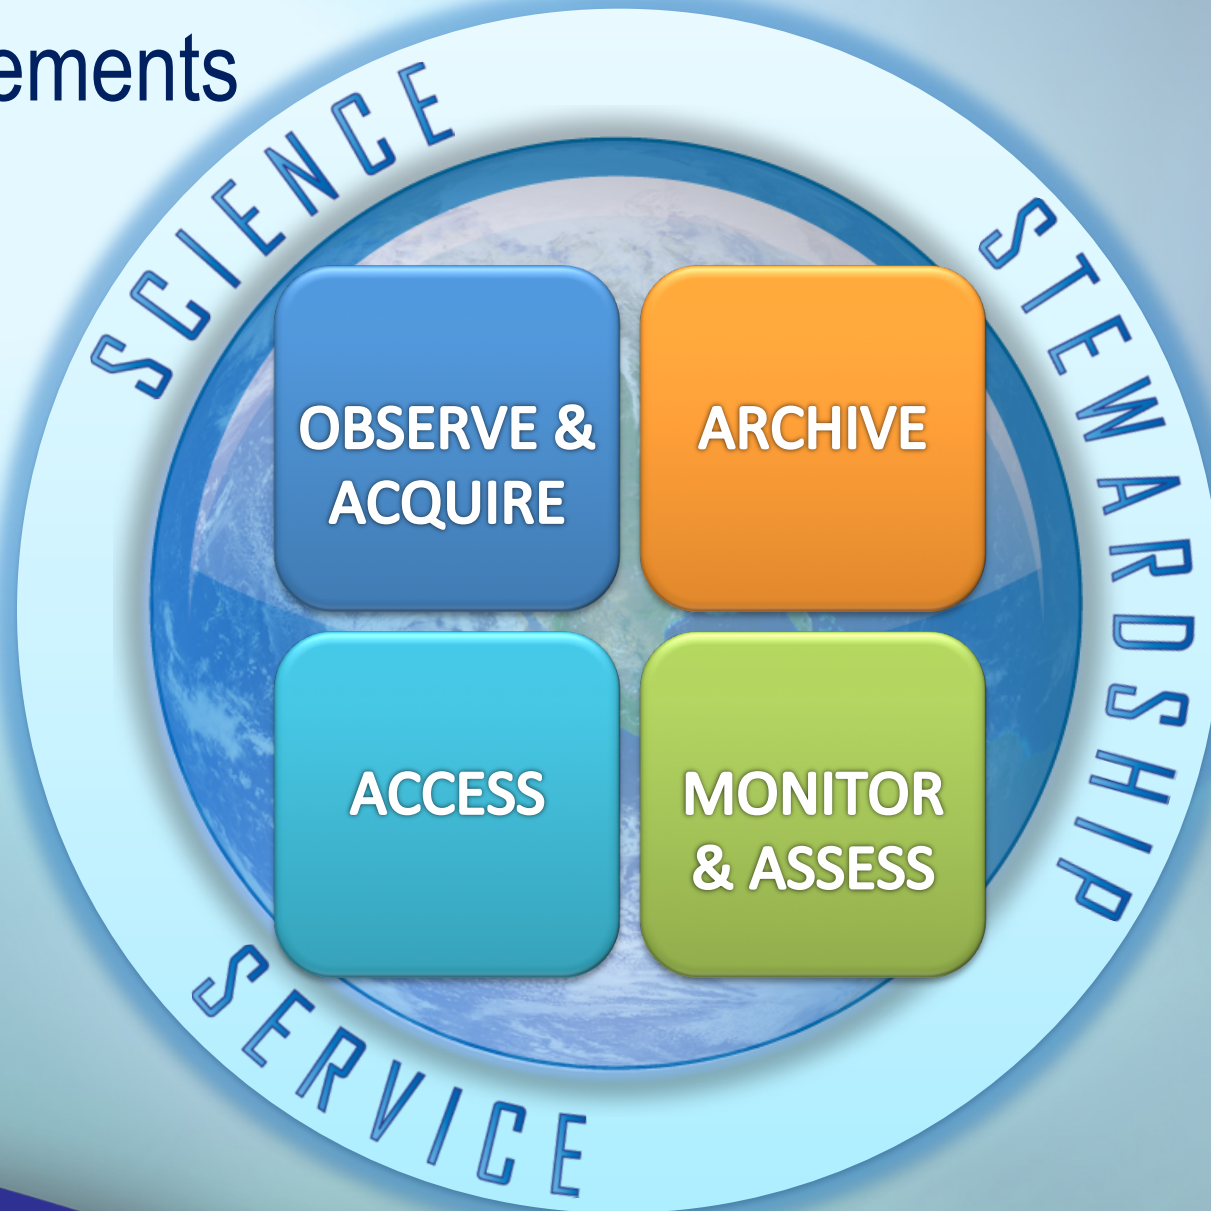 ements
SCIENCE
STEWARDSHIP
OBSERVE &
ACQUIRE
ARCHIVE
ACCESS
MONITOR
& ASSESS
SERVICE